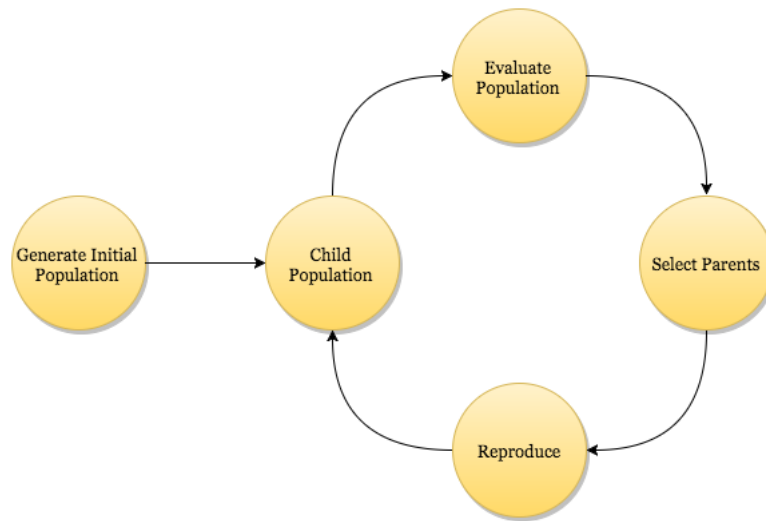 Evaluate
Population
Generate Initial
Population
Child
Population
Select Parents
Reproduce